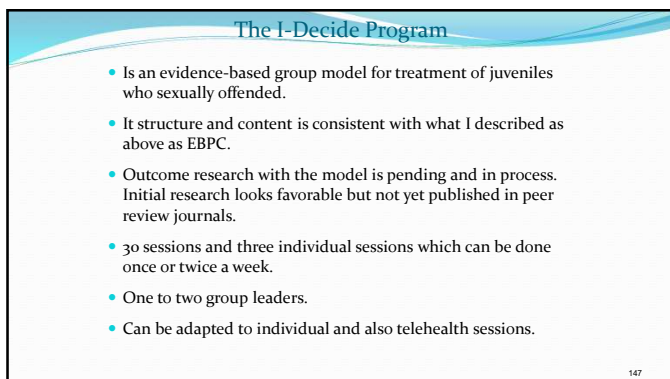 The I-Decide Program
• Is an evidence-based group model for treatment of juveniles
who sexually offended.
• It structure and content is consistent with what I described as
above as EBPC.
• Outcome research with the model is pending and in process.
Initial research looks favorable but not yet published in peer
review journals.
• 30 sessions and three individual sessions which can be done
once or twice a week.
• One to two group leaders.
• Can be adapted to individual and also telehealth sessions.
147